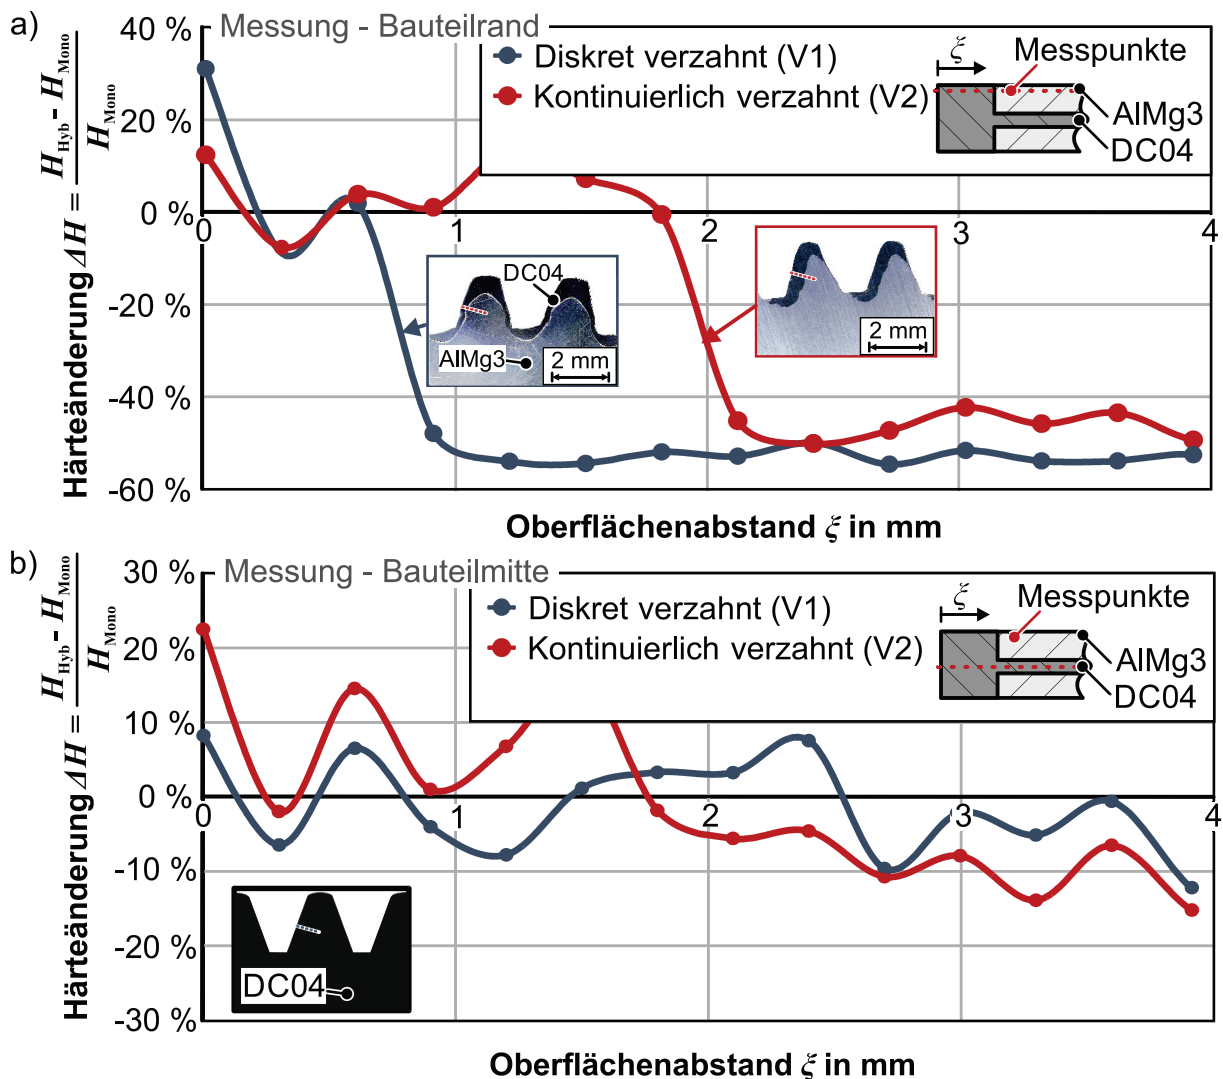 a)
Messung - Bauteilrand
Härteänderung ΔH = (H_Hyb - H_Mono) / H_Mono
40 %
20 %
0 %
-20 %
-40 %
-60 %
0 1 2 3 4
Diskret verzahnt (V1)
Kontinuierlich verzahnt (V2)
ξ
Messpunkte
AlMg3
DC04
DC04
AlMg3
2 mm
2 mm
Oberflächenabstand ξ in mm
b)
Messung - Bauteilmitte
Härteänderung ΔH = (H_Hyb - H_Mono) / H_Mono
30 %
20 %
10 %
0 %
-10 %
-20 %
-30 %
0 1 2 3 4
Diskret verzahnt (V1)
Kontinuierlich verzahnt (V2)
ξ
Messpunkte
AlMg3
DC04
DC04
Oberflächenabstand ξ in mm